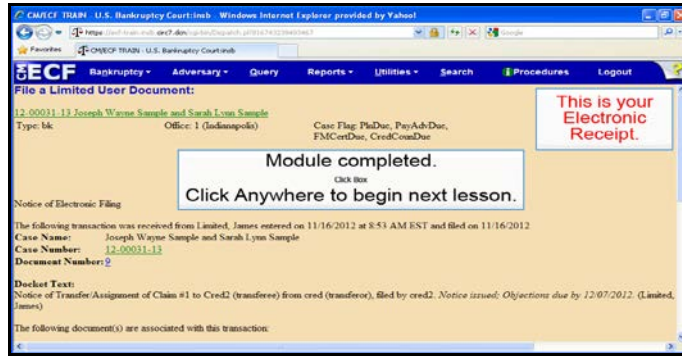 CM/ECF TRAIN - U.S. Bankruptcy Court:insb - Windows Internet Explorer provided by Yahoo!
Google
Favorites
CM/ECF TRAIN - U.S. Bankruptcy Court:insb
ECF Bankruptcy Adversary Query Reports Utilities Search Procedures Logout ?
File a Limited User Document:
12-00031-13 Joseph Wayne Sample and Sarah Lynn Sample
Type: bk Office: 1 (Indianapolis) Case Flag: PlnDue, PayAdvDue,
FMCertDue, CredCounDue
This is your
Electronic
Receipt.
Module completed.
Click Box
Click Anywhere to begin next lesson.
Notice of Electronic Filing
The following transaction was received from Limited, James entered on 11/16/2012 at 8:53 AM EST and filed on 11/16/2012
Case Name: Joseph Wayne Sample and Sarah Lynn Sample
Case Number: 12-00031-13
Document Number: 9
Docket Text:
Notice of Transfer/Assignment of Claim #1 to Cred2 (transferee) from cred (transferor), filed by cred2. Notice issued; Objections due by 12/07/2012. (Limited,
James)
The following document(s) are associated with this transaction: